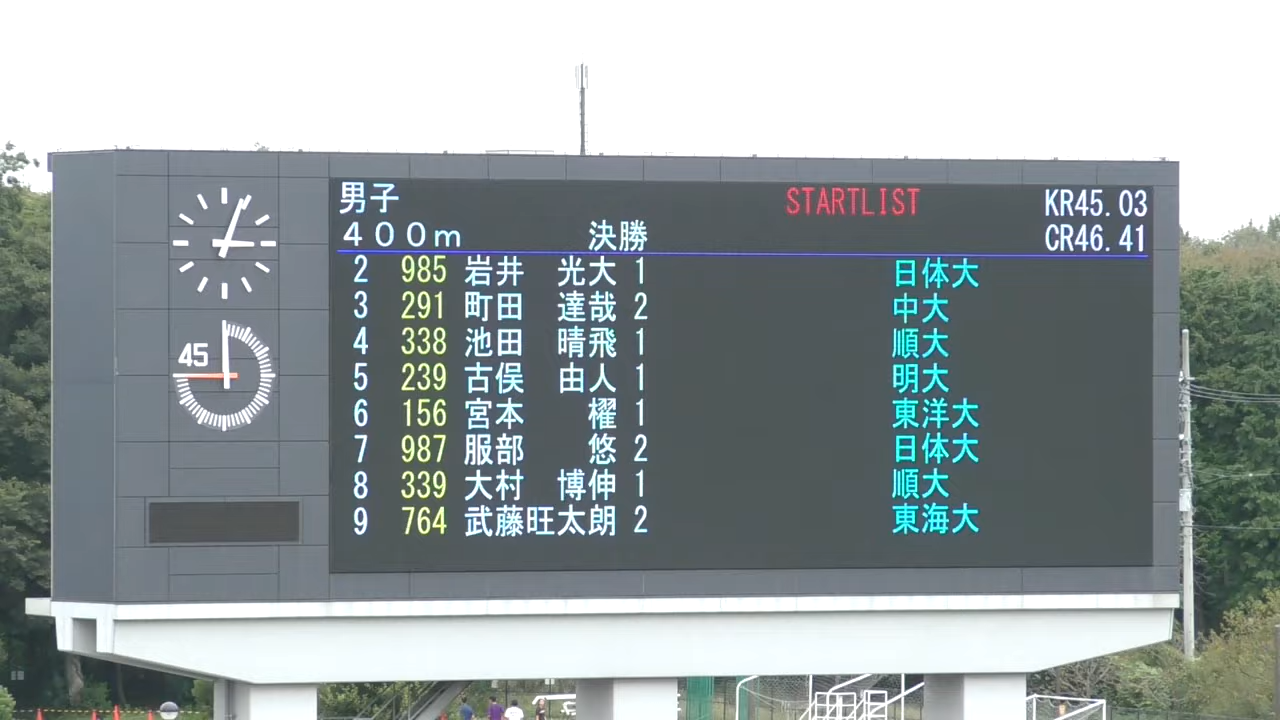 男子 STARTLIST KR45.03
400m 決勝 CR46.41
2 985 岩井 光大 1 日体大
3 291 町田 達哉 2 中大
4 338 池田 晴飛 1 順大
5 239 古俣 由人 1 明大
6 156 宮本 櫂 1 東洋大
7 987 服部 悠 2 日体大
8 339 大村 博伸 1 順大
9 764 武藤旺太朗 2 東海大
45